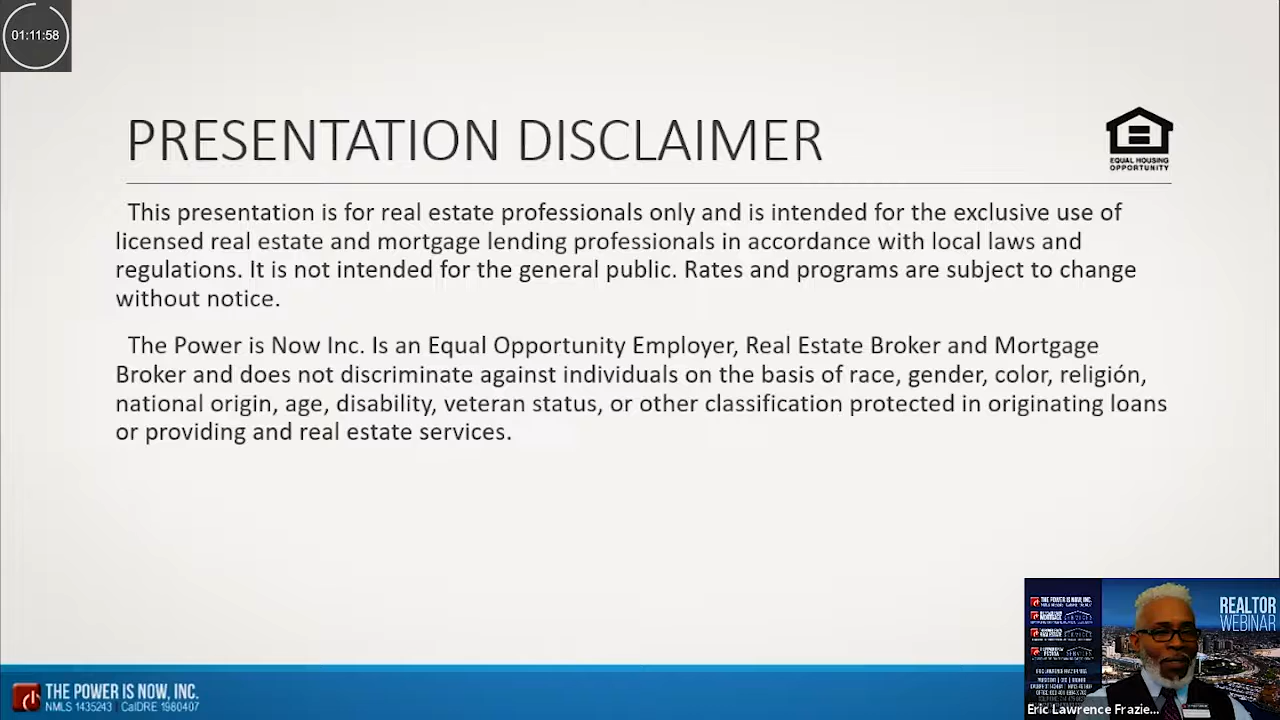 01:11:58
PRESENTATION DISCLAIMER
EQUAL HOUSING
OPPORTUNITY
This presentation is for real estate professionals only and is intended for the exclusive use of
licensed real estate and mortgage lending professionals in accordance with local laws and
regulations. It is not intended for the general public. Rates and programs are subject to change
without notice.
The Power is Now Inc. Is an Equal Opportunity Employer, Real Estate Broker and Mortgage
Broker and does not discriminate against individuals on the basis of race, gender, color, religión,
national origin, age, disability, veteran status, or other classification protected in originating loans
or providing and real estate services.
THE POWER IS NOW, INC.
REALTOR
WEBINAR
SERVICES
Eric Lawrence Frazie...
THE POWER IS NOW, INC.
NMLS 1435243 | CalDRE 1980407